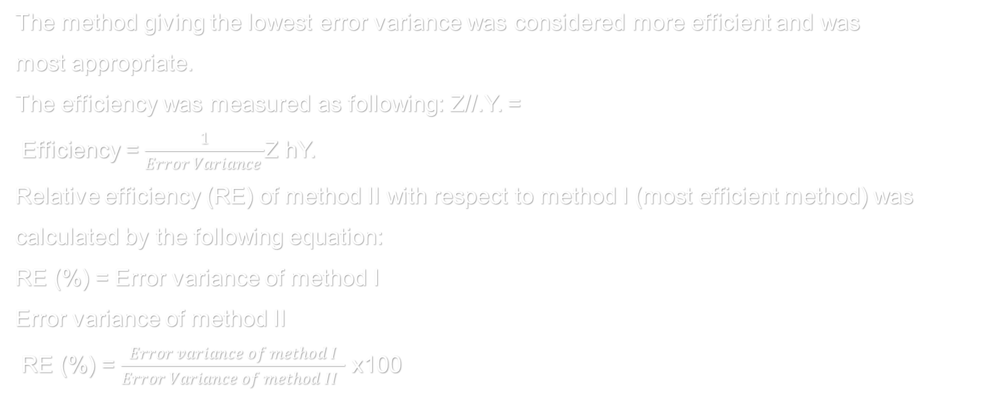 The method giving the lowest error variance was considered more efficient and was
most appropriate.
The efficiency was measured as following: Z//.Y. =
Efficiency = \frac{1}{Error Variance} Z hY.
Relative efficiency (RE) of method II with respect to method I (most efficient method) was
calculated by the following equation:
RE (%) = Error variance of method I
Error variance of method II
RE (%) = \frac{Error variance of method I}{Error Variance of method II} x100